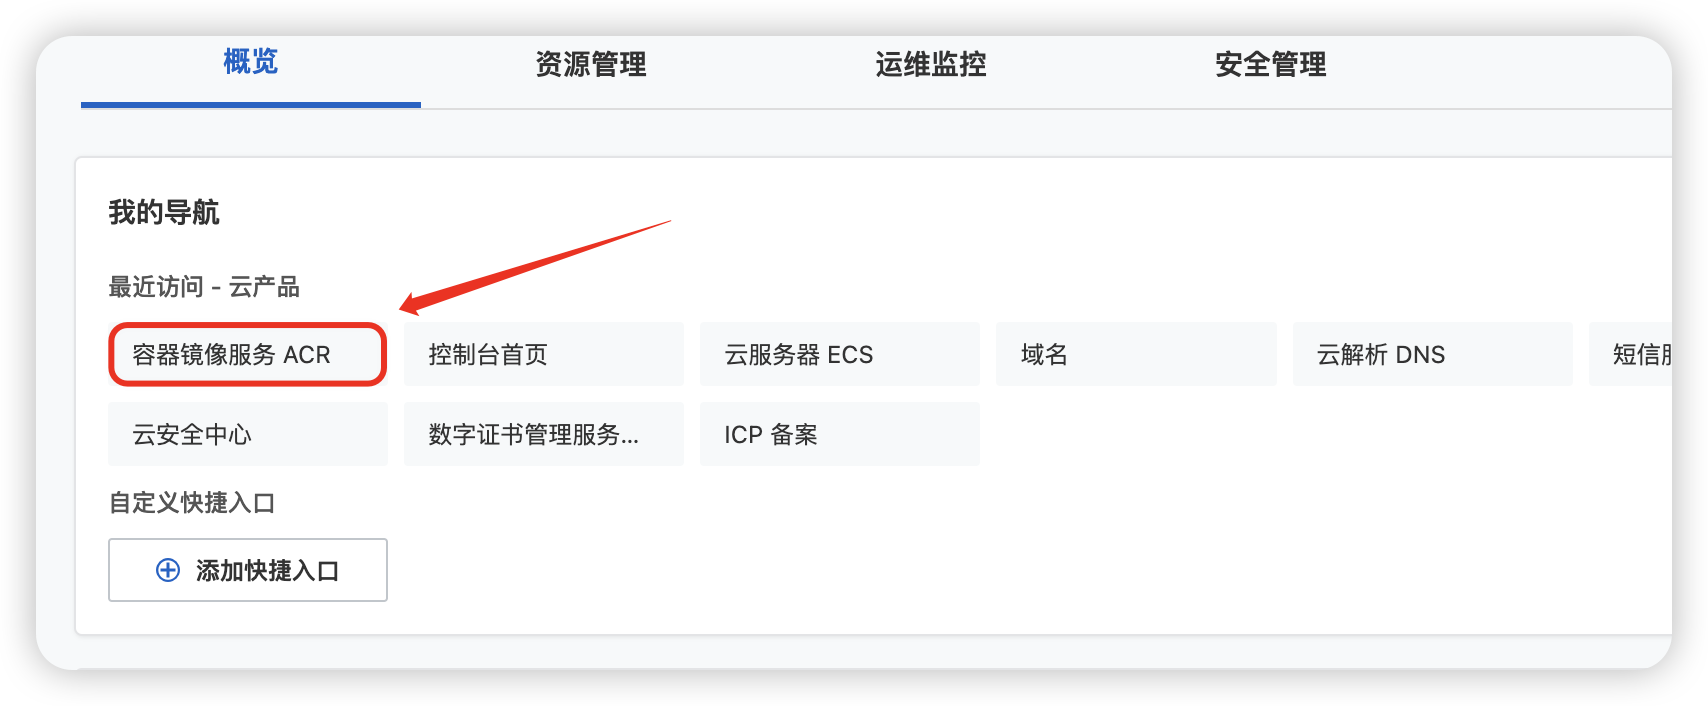 概览 资源管理 运维监控 安全管理
我的导航
最近访问 - 云产品
容器镜像服务 ACR 控制台首页 云服务器 ECS 域名 云解析 DNS 短信
云安全中心 数字证书管理服务... ICP 备案
自定义快捷入口
添加快捷入口